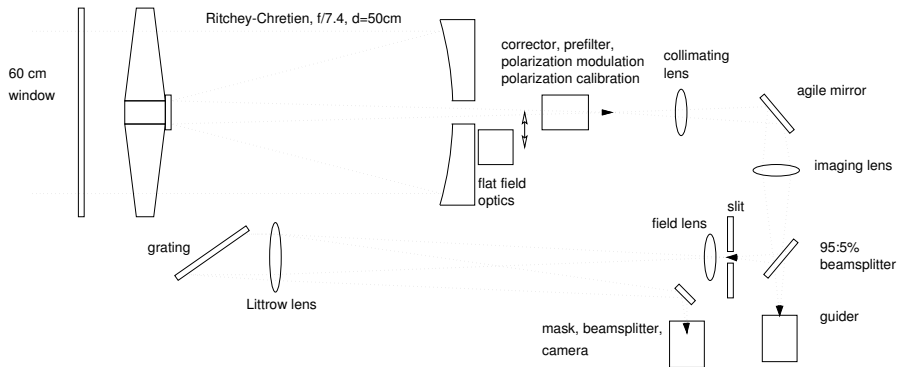 Ritchey-Chretien, f/7.4, d=50cm
60 cm
window
corrector, prefilter,
polarization modulation
polarization calibration
collimating
lens
agile mirror
imaging lens
flat field
optics
slit
field lens
95:5%
beamsplitter
grating
Littrow lens
mask, beamsplitter,
camera
guider